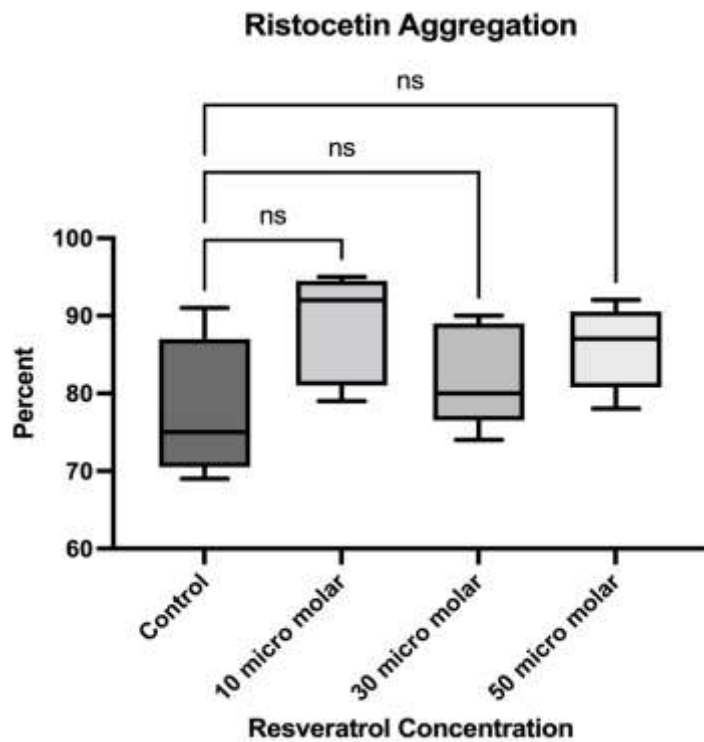 Ristocetin Aggregation
ns
ns
ns
100
90
80
70
60
Percent
Control
10 micro molar
30 micro molar
50 micro molar
Resveratrol Concentration